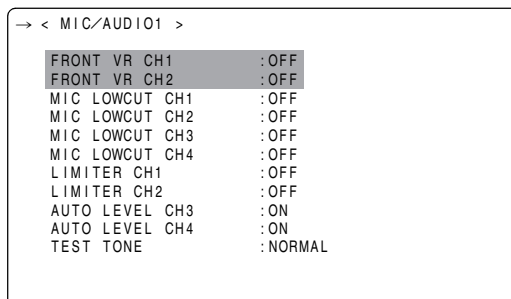 → < MIC/AUDIO1 >
FRONT VR CH1 :OFF
FRONT VR CH2 :OFF
MIC LOWCUT CH1 :OFF
MIC LOWCUT CH2 :OFF
MIC LOWCUT CH3 :OFF
MIC LOWCUT CH4 :OFF
LIMITER CH1 :OFF
LIMITER CH2 :OFF
AUTO LEVEL CH3 :ON
AUTO LEVEL CH4 :ON
TEST TONE :NORMAL